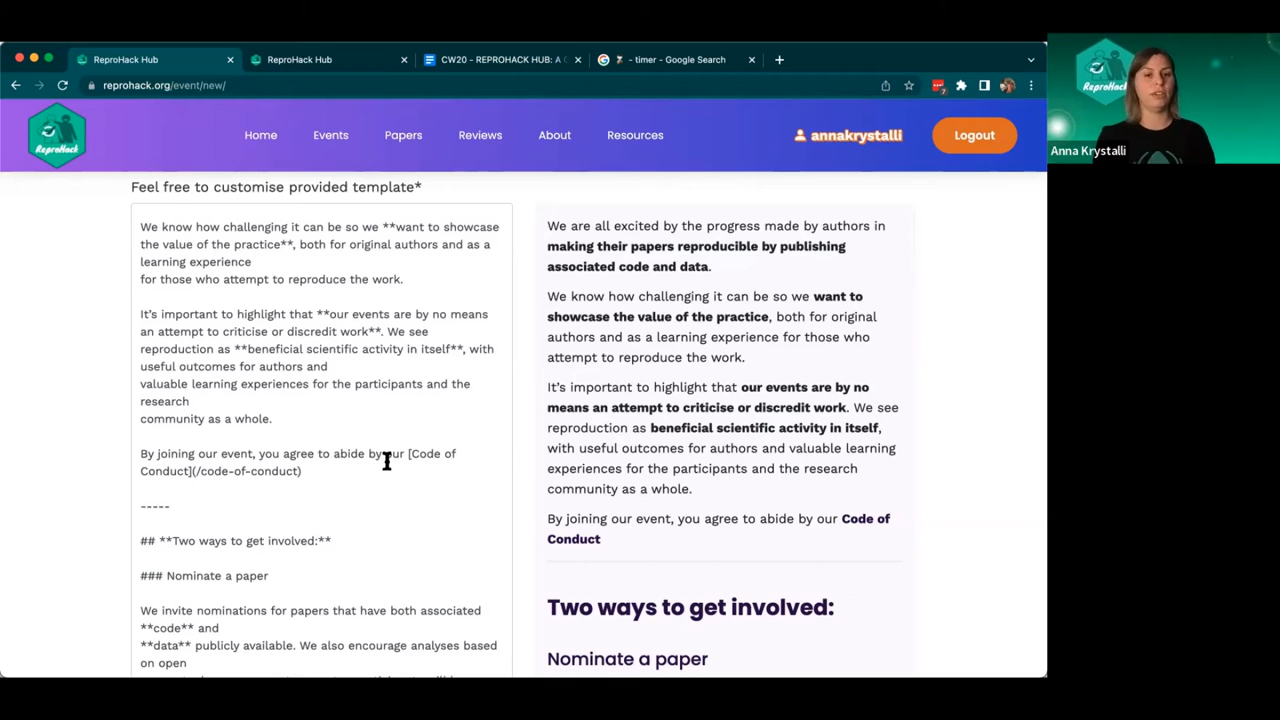 ReproHack Hub
ReproHack Hub
CW20 - REPROHACK HUB: A C
- timer - Google Search
reprohack.org/event/new/
ReproHack
Home
Events
Papers
Reviews
About
Resources
annakrystalli
Logout
ReproHack
Anna Krystalli
Feel free to customise provided template*
We know how challenging it can be so we **want to showcase
the value of the practice**, both for original authors and as a
learning experience
for those who attempt to reproduce the work.
It's important to highlight that **our events are by no means
an attempt to criticise or discredit work**. We see
reproduction as **beneficial scientific activity in itself**, with
useful outcomes for authors and
valuable learning experiences for the participants and the
research
community as a whole.
By joining our event, you agree to abide by our [Code of
Conduct](/code-of-conduct)
-----
## **Two ways to get involved:**
### Nominate a paper
We invite nominations for papers that have both associated
**code** and
**data** publicly available. We also encourage analyses based
on open
We are all excited by the progress made by authors in
making their papers reproducible by publishing
associated code and data.
We know how challenging it can be so we want to
showcase the value of the practice, both for original
authors and as a learning experience for those who
attempt to reproduce the work.
It's important to highlight that our events are by no
means an attempt to criticise or discredit work. We see
reproduction as beneficial scientific activity in itself,
with useful outcomes for authors and valuable learning
experiences for the participants and the research
community as a whole.
By joining our event, you agree to abide by our Code of
Conduct
Two ways to get involved:
Nominate a paper